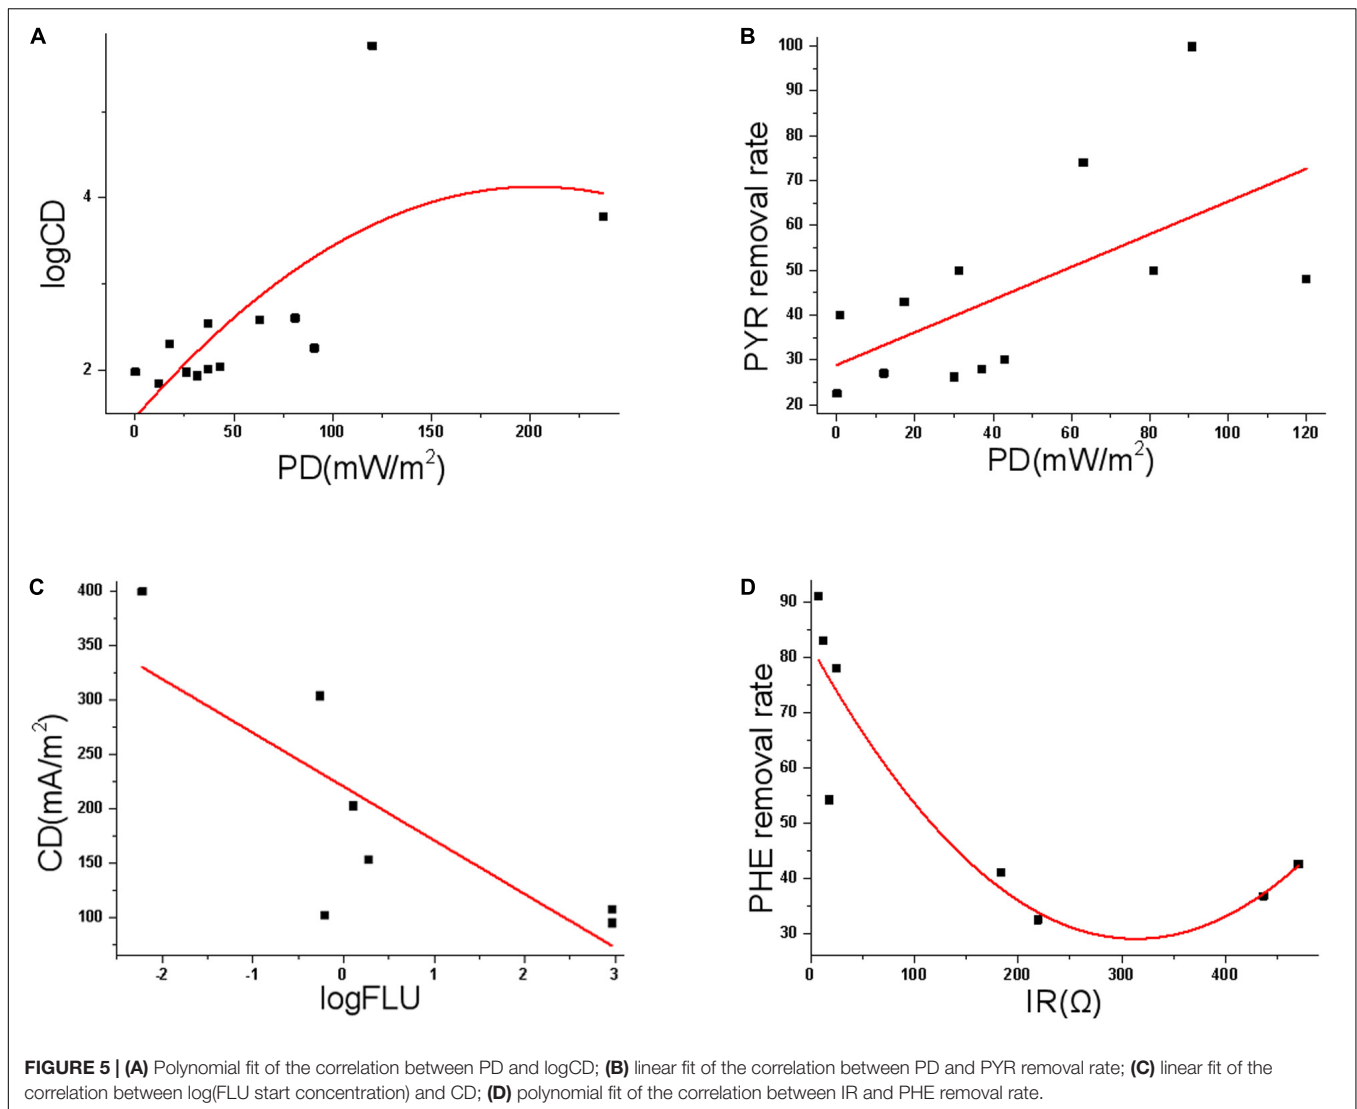 A
4
2
logCD
0 50 100 150 200
PD(mW/m²)
B
100
90
80
70
60
50
40
30
20
PYR removal rate
0 20 40 60 80 100 120
PD(mW/m²)
C
400
350
300
250
200
150
100
CD(mA/m²)
-2 -1 0 1 2 3
logFLU
D
90
80
70
60
50
40
30
PHE removal rate
0 100 200 300 400
IR(Ω)
FIGURE 5 | (A) Polynomial fit of the correlation between PD and logCD; (B) linear fit of the correlation between PD and PYR removal rate; (C) linear fit of the
correlation between log(FLU start concentration) and CD; (D) polynomial fit of the correlation between IR and PHE removal rate.